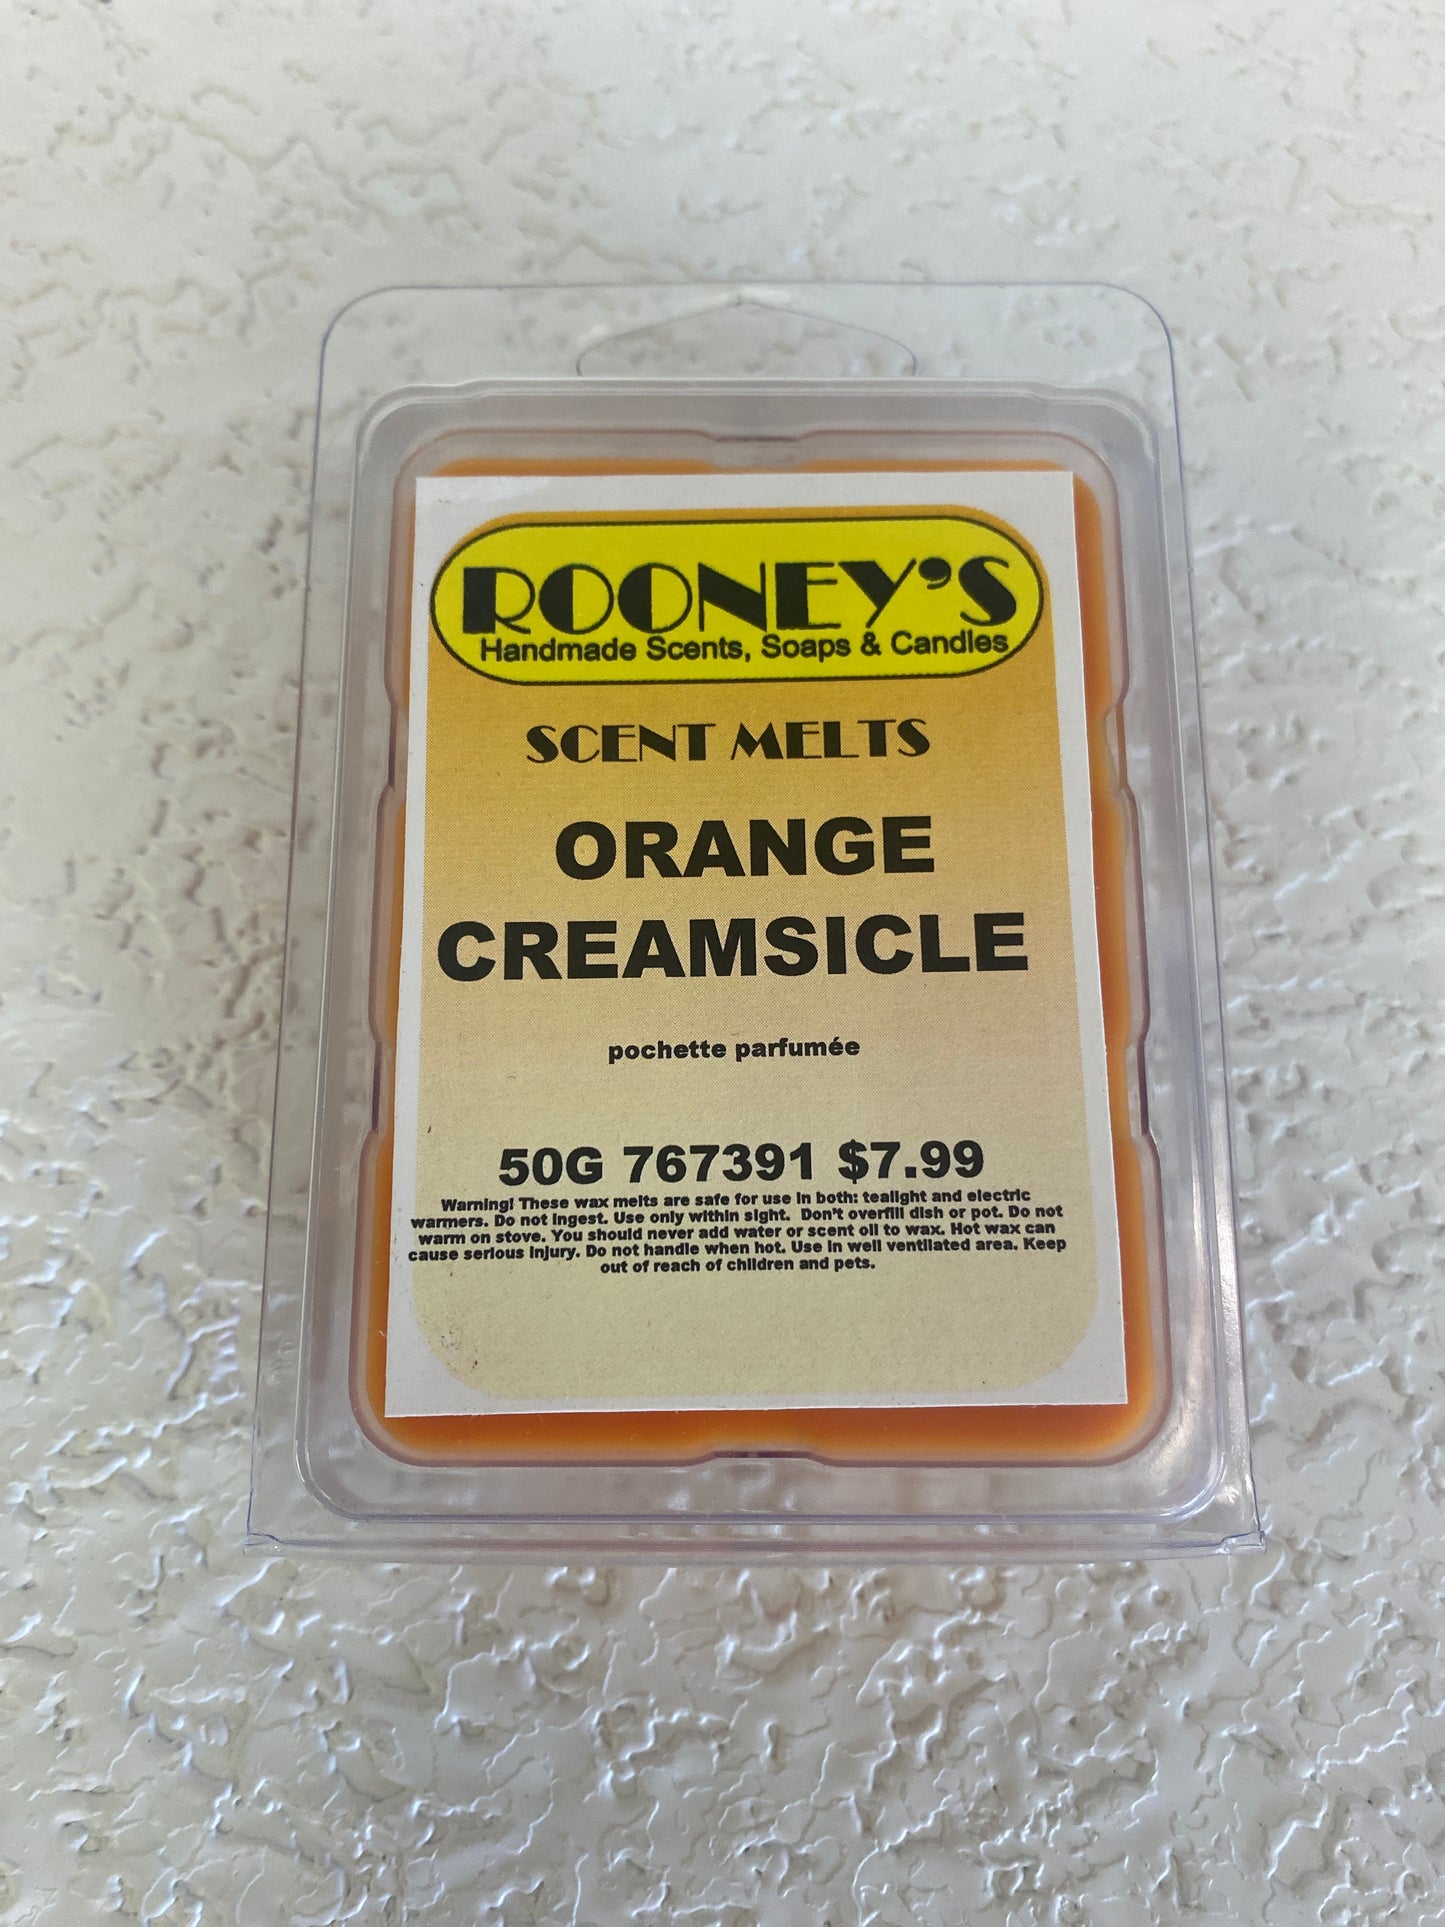 ROONEY'S
Handmade Scents, Soaps & Candles
SCENT MELTS
ORANGE
CREAMSICLE
pochette parfumée
50G 767391 $7.99
Warning! These wax melts are safe for use in both: tealight and electric
warmers. Do not ingest. Use only within sight. Don't overfill dish or pot. Do not
warm on stove. You should never add water or scent oil to wax. Hot wax can
cause serious injury. Do not handle when hot. Use in well ventilated area. Keep
out of reach of children and pets.